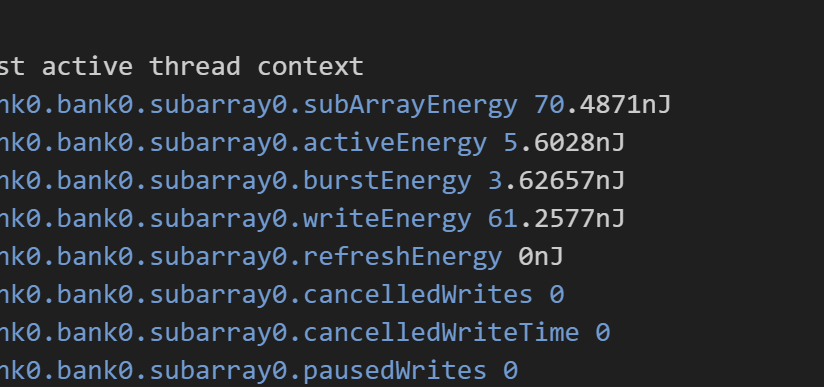 st active thread context
nk0.bank0.subarray0.subArrayEnergy 70.4871nJ
nk0.bank0.subarray0.activeEnergy 5.6028nJ
nk0.bank0.subarray0.burstEnergy 3.62657nJ
nk0.bank0.subarray0.writeEnergy 61.2577nJ
nk0.bank0.subarray0.refreshEnergy 0nJ
nk0.bank0.subarray0.cancelledWrites 0
nk0.bank0.subarray0.cancelledWriteTime 0
nk0.bank0.subarray0.pausedWrites 0